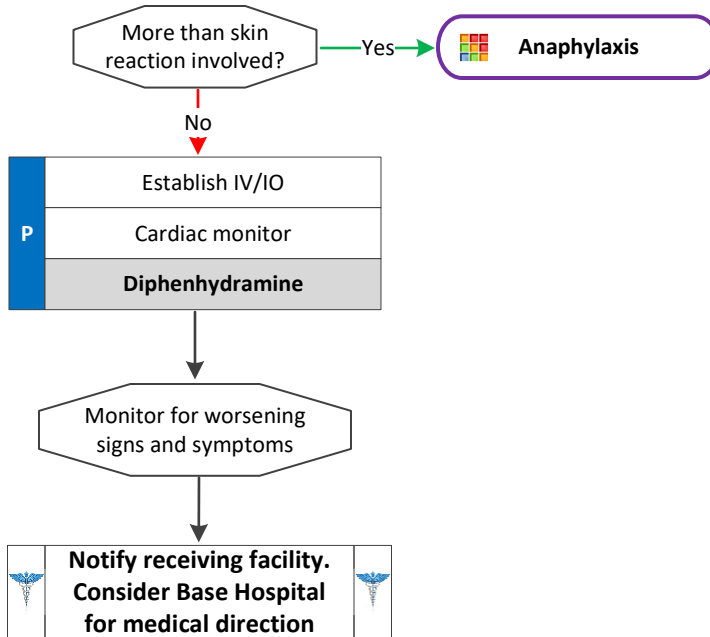 More than skin
reaction involved?
Yes
Anaphylaxis
No
P
Establish IV/IO
Cardiac monitor
Diphenhydramine
Monitor for worsening
signs and symptoms
Notify receiving facility.
Consider Base Hospital
for medical direction